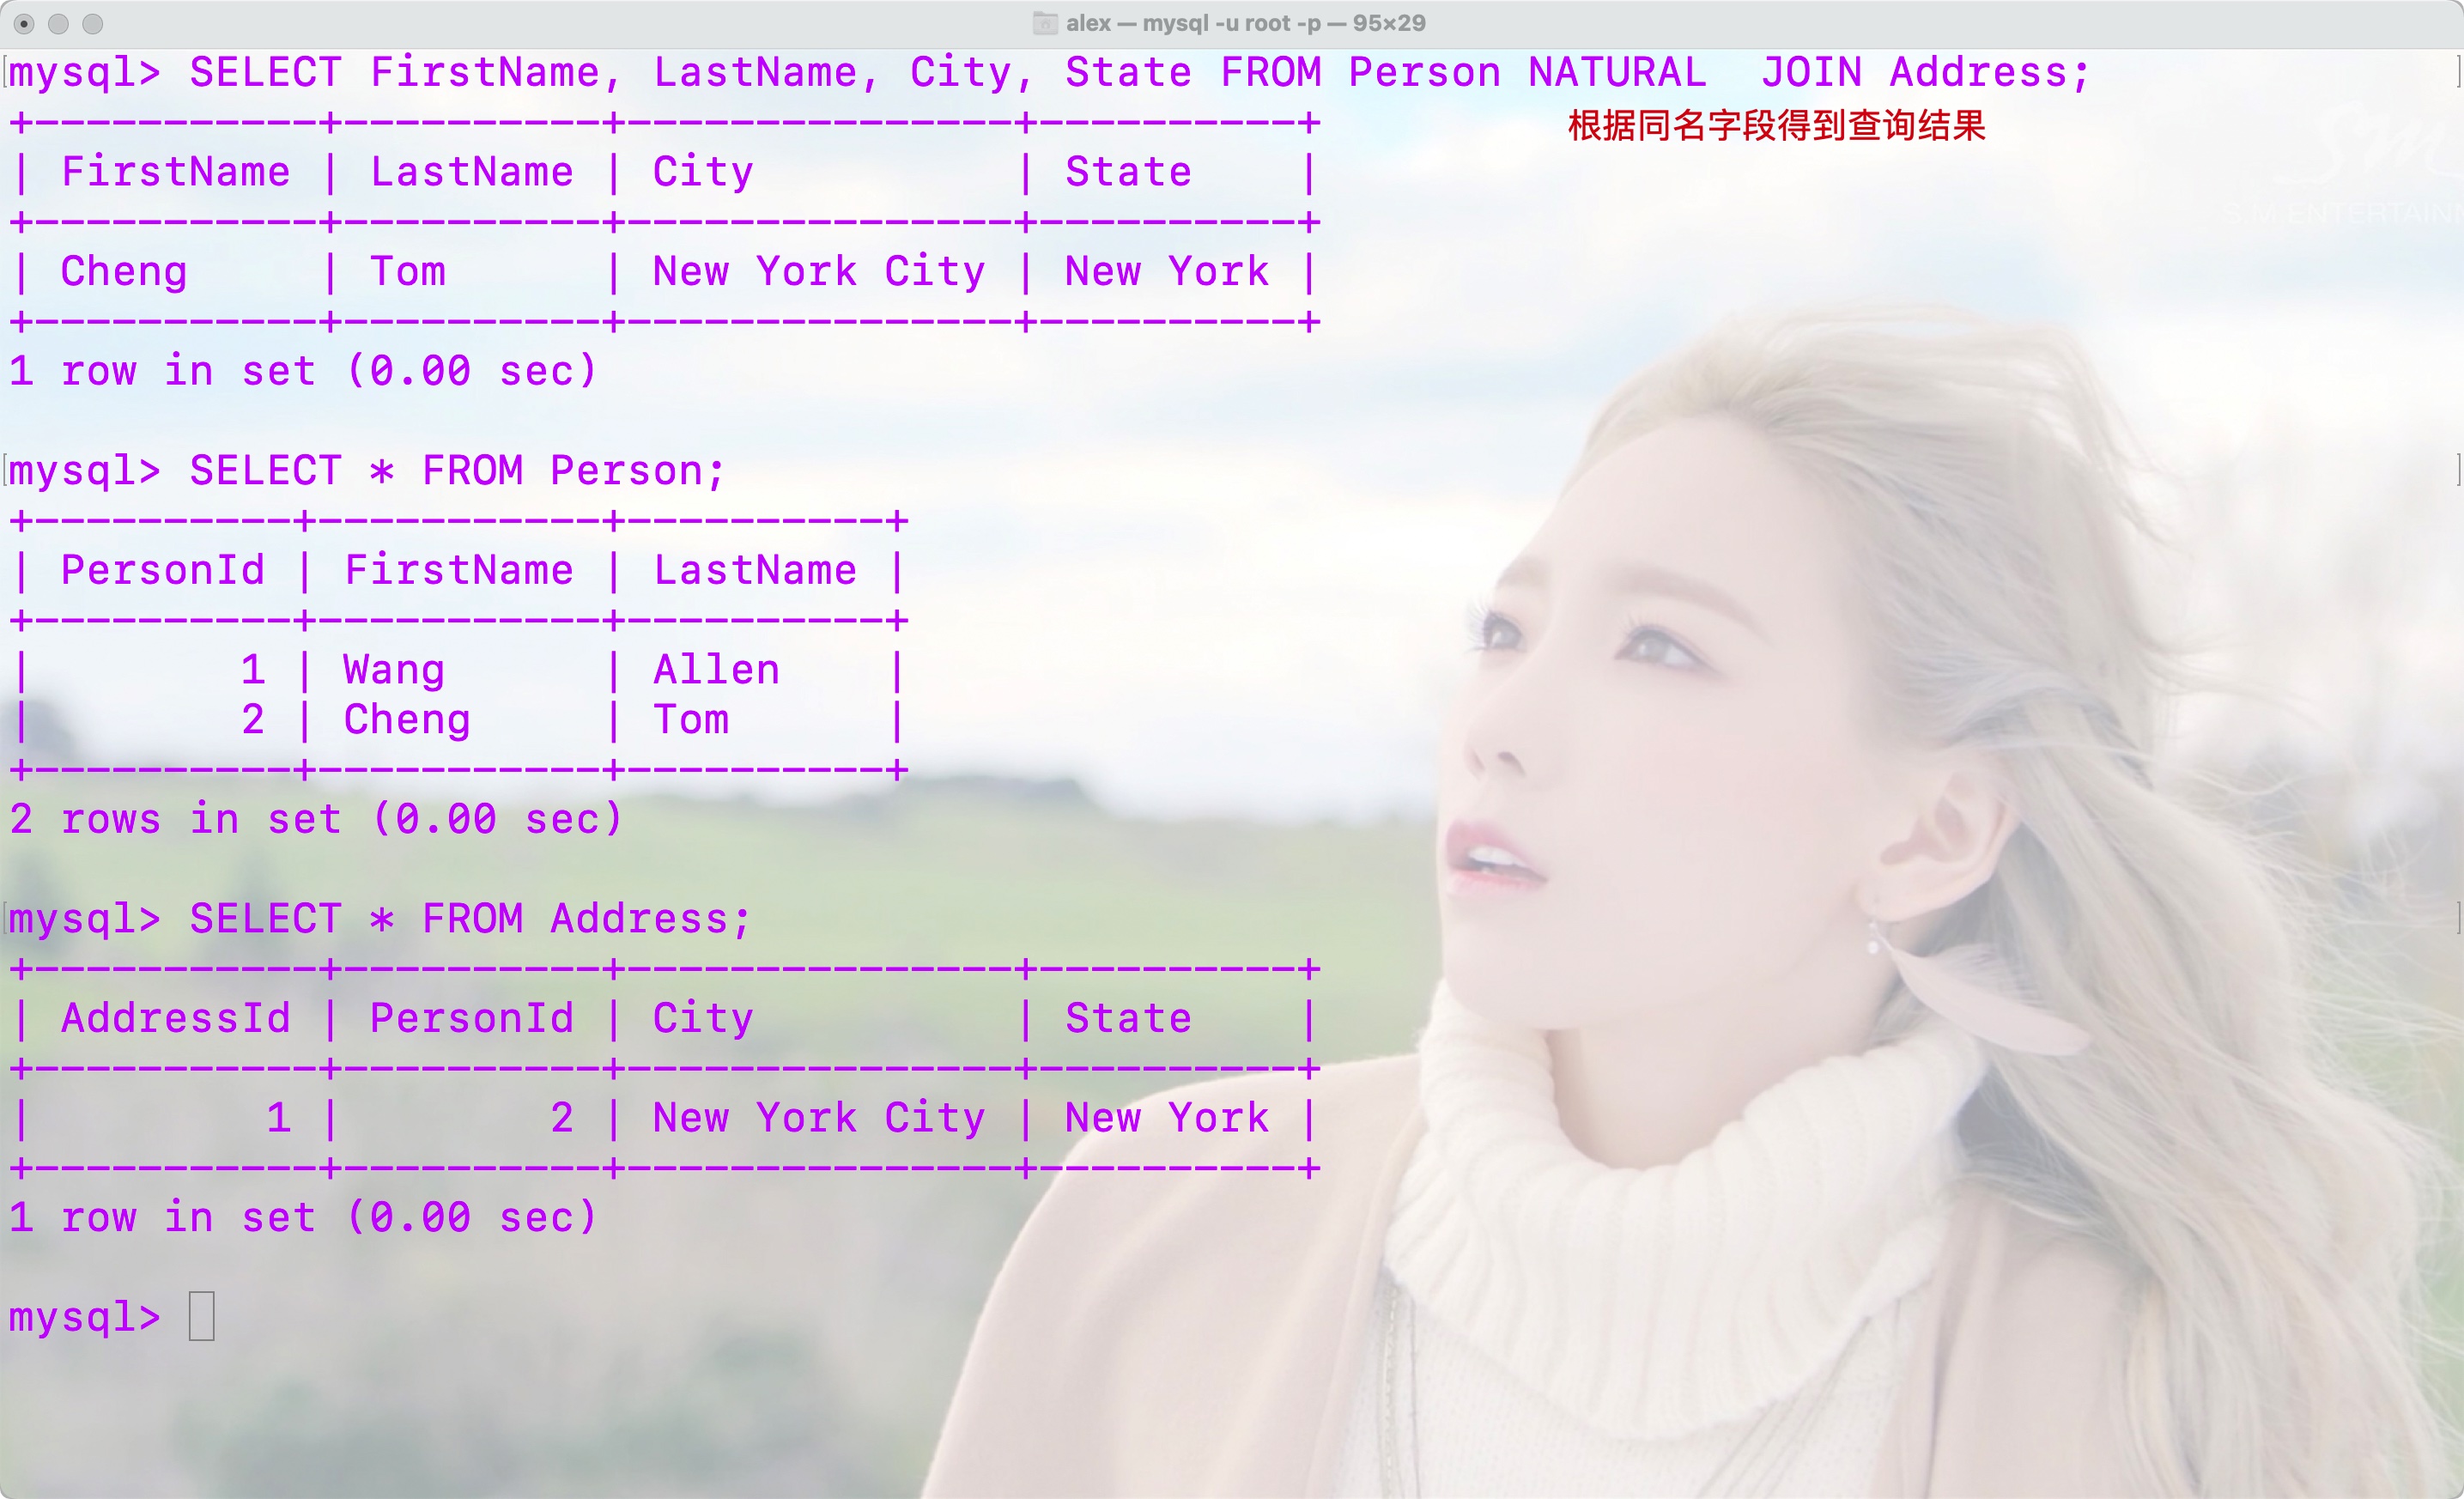 alex — mysql -u root -p — 95×29
mysql> SELECT FirstName, LastName, City, State FROM Person NATURAL  JOIN Address;
根据同名字段得到查询结果
+-----------+----------+---------------+----------+
| FirstName | LastName | City          | State    |
+-----------+----------+---------------+----------+
| Cheng     | Tom      | New York City | New York |
+-----------+----------+---------------+----------+
1 row in set (0.00 sec)
mysql> SELECT * FROM Person;
+----------+-----------+----------+
| PersonId | FirstName | LastName |
+----------+-----------+----------+
|        1 | Wang      | Allen    |
|        2 | Cheng     | Tom      |
+----------+-----------+----------+
2 rows in set (0.00 sec)
mysql> SELECT * FROM Address;
+-----------+----------+---------------+----------+
| AddressId | PersonId | City          | State    |
+-----------+----------+---------------+----------+
|         1 |        2 | New York City | New York |
+-----------+----------+---------------+----------+
1 row in set (0.00 sec)
mysql>